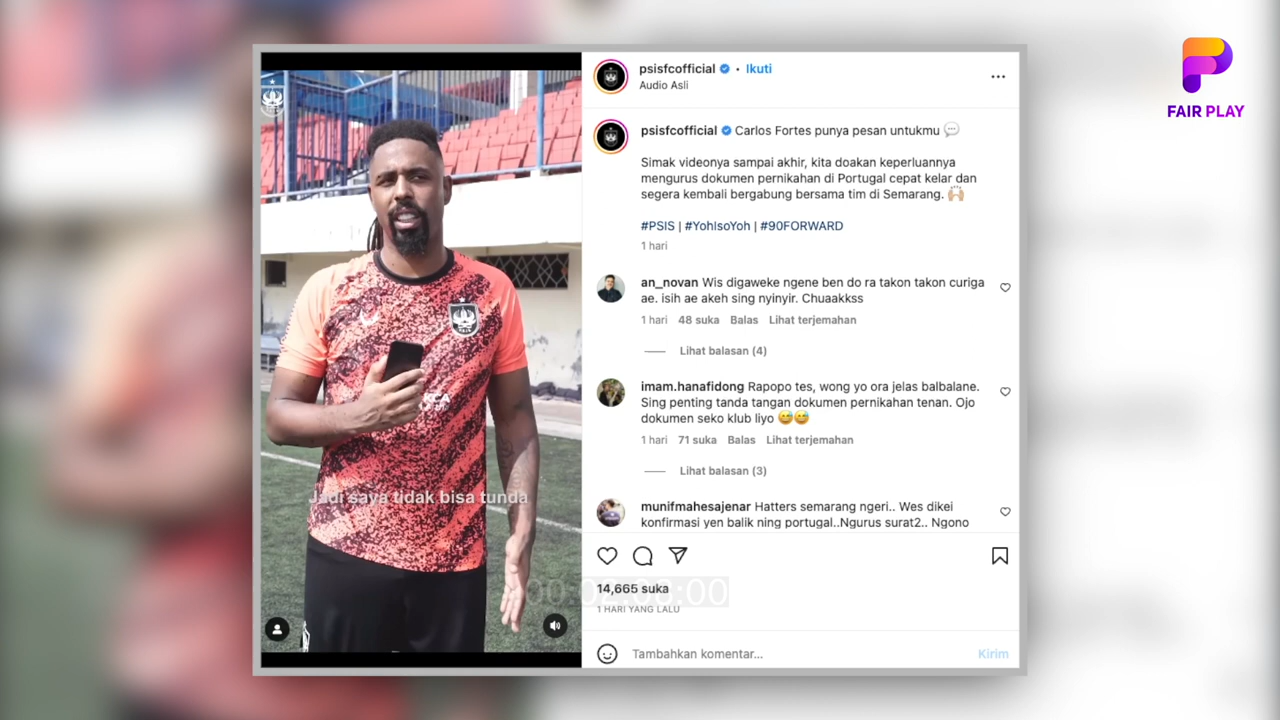 FAIR PLAY
psisfcofficial • Ikuti
Audio Asli
psisfcofficial Carlos Fortes punya pesan untukmu 💬
Simak videonya sampai akhir, kita doakan keperluannya
mengurus dokumen pernikahan di Portugal cepat kelar dan
segera kembali bergabung bersama tim di Semarang. 🙌🏼
#PSIS | #YohIsoYoh | #90FORWARD
1 hari
an_novan Wis digaweke ngene ben do ra takon takon curiga
ae. isih ae akeh sing nyinyir. Chuaakkss
1 hari 48 suka Balas Lihat terjemahan
Lihat balasan (4)
imam.hanafidong Rapopo tes, wong yo ora jelas balbalane.
Sing penting tanda tangan dokumen pernikahan tenan. Ojo
dokumen seko klub liyo 😅😅
1 hari 71 suka Balas Lihat terjemahan
Lihat balasan (3)
munifmahesajenar Hatters semarang ngeri.. Wes dikei
konfirmasi yen balik ning portugal..Ngurus surat2.. Ngono
14,665 suka
1 HARI YANG LALU
Tambahkan komentar... Kirim
Jadi saya tidak bisa tunda